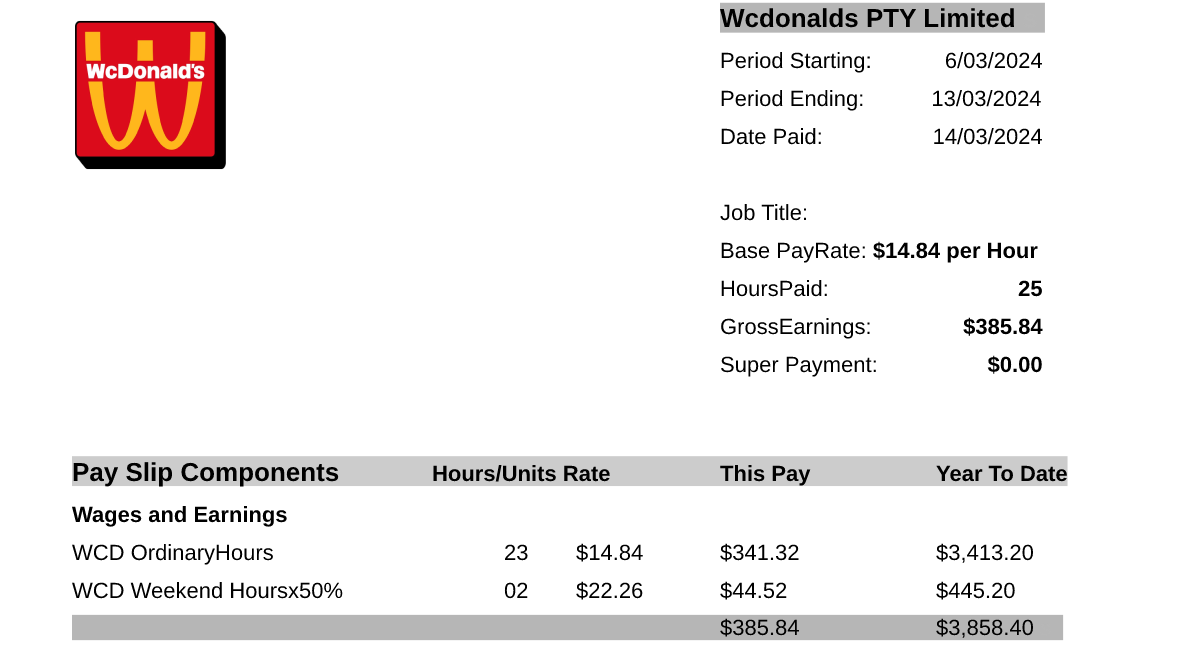 WcDonald's
Wcdonalds PTY Limited
Period Starting: 6/03/2024
Period Ending: 13/03/2024
Date Paid: 14/03/2024
Job Title:
Base PayRate: $14.84 per Hour
HoursPaid: 25
GrossEarnings: $385.84
Super Payment: $0.00
Pay Slip Components Hours/Units Rate This Pay Year To Date
Wages and Earnings
WCD OrdinaryHours 23 $14.84 $341.32 $3,413.20
WCD Weekend Hoursx50% 02 $22.26 $44.52 $445.20
$385.84 $3,858.40